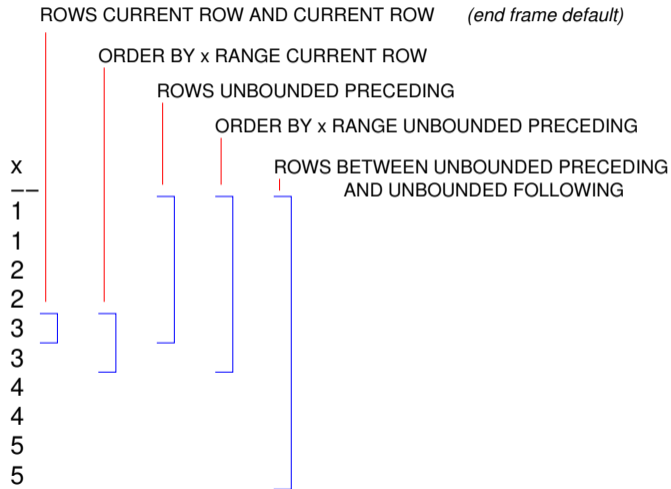 ROWS CURRENT ROW AND CURRENT ROW (end frame default)
ORDER BY x RANGE CURRENT ROW
ROWS UNBOUNDED PRECEDING
ORDER BY x RANGE UNBOUNDED PRECEDING
x ROWS BETWEEN UNBOUNDED PRECEDING
-- AND UNBOUNDED FOLLOWING
1
1
2
2
3
3
4
4
5
5